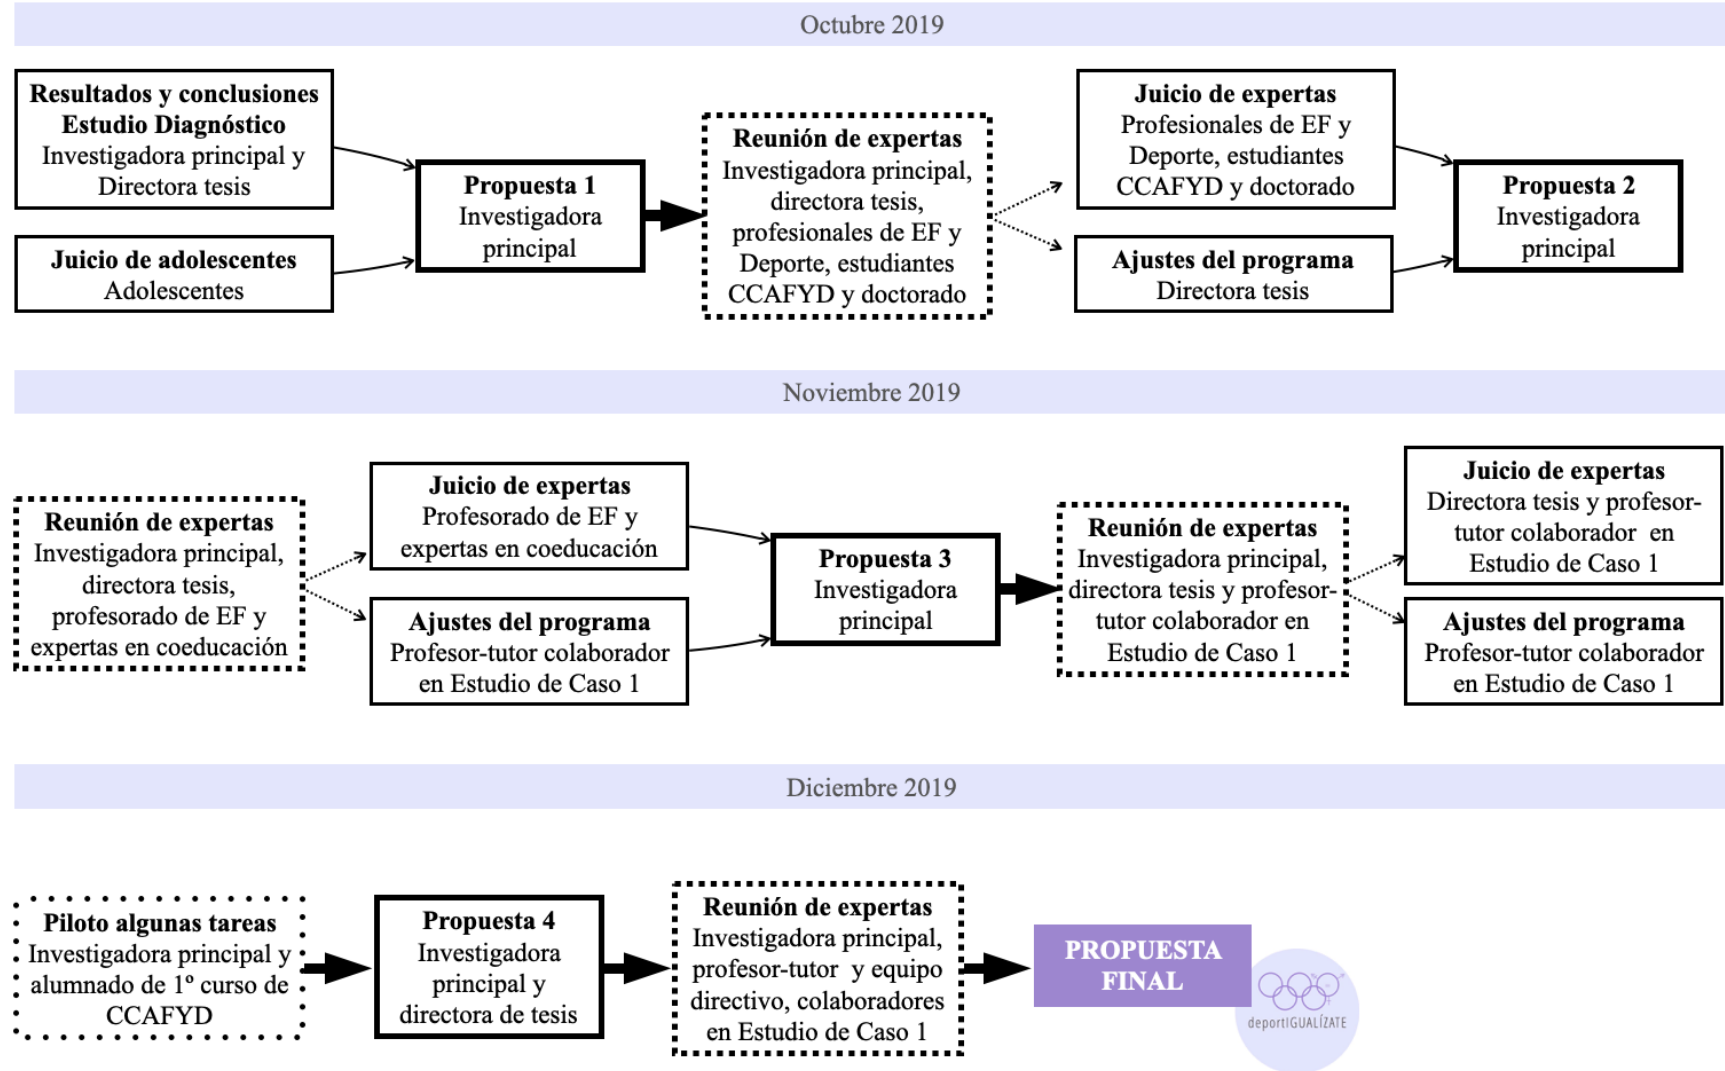 Octubre 2019
Resultados y conclusiones
Estudio Diagnóstico
Investigadora principal y
Directora tesis
Juicio de adolescentes
Adolescentes
Propuesta 1
Investigadora
principal
Reunión de expertas
Investigadora principal,
directora tesis,
profesionales de EF y
Deporte, estudiantes
CCAFYD y doctorado
Juicio de expertas
Profesionales de EF y
Deporte, estudiantes
CCAFYD y doctorado
Ajustes del programa
Directora tesis
Propuesta 2
Investigadora
principal
Noviembre 2019
Reunión de expertas
Investigadora principal,
directora tesis,
profesorado de EF y
expertas en coeducación
Juicio de expertas
Profesorado de EF y
expertas en coeducación
Ajustes del programa
Profesor-tutor colaborador
en Estudio de Caso 1
Propuesta 3
Investigadora
principal
Reunión de expertas
Investigadora principal,
directora tesis y profesor-
tutor colaborador en
Estudio de Caso 1
Juicio de expertas
Directora tesis y profesor-
tutor colaborador en
Estudio de Caso 1
Ajustes del programa
Profesor-tutor colaborador
en Estudio de Caso 1
Diciembre 2019
Piloto algunas tareas
Investigadora principal y
alumnado de 1º curso de
CCAFYD
Propuesta 4
Investigadora
principal y
directora de tesis
Reunión de expertas
Investigadora principal,
profesor-tutor y equipo
directivo, colaboradores
en Estudio de Caso 1
PROPUESTA
FINAL
deportIGUALÍZATE